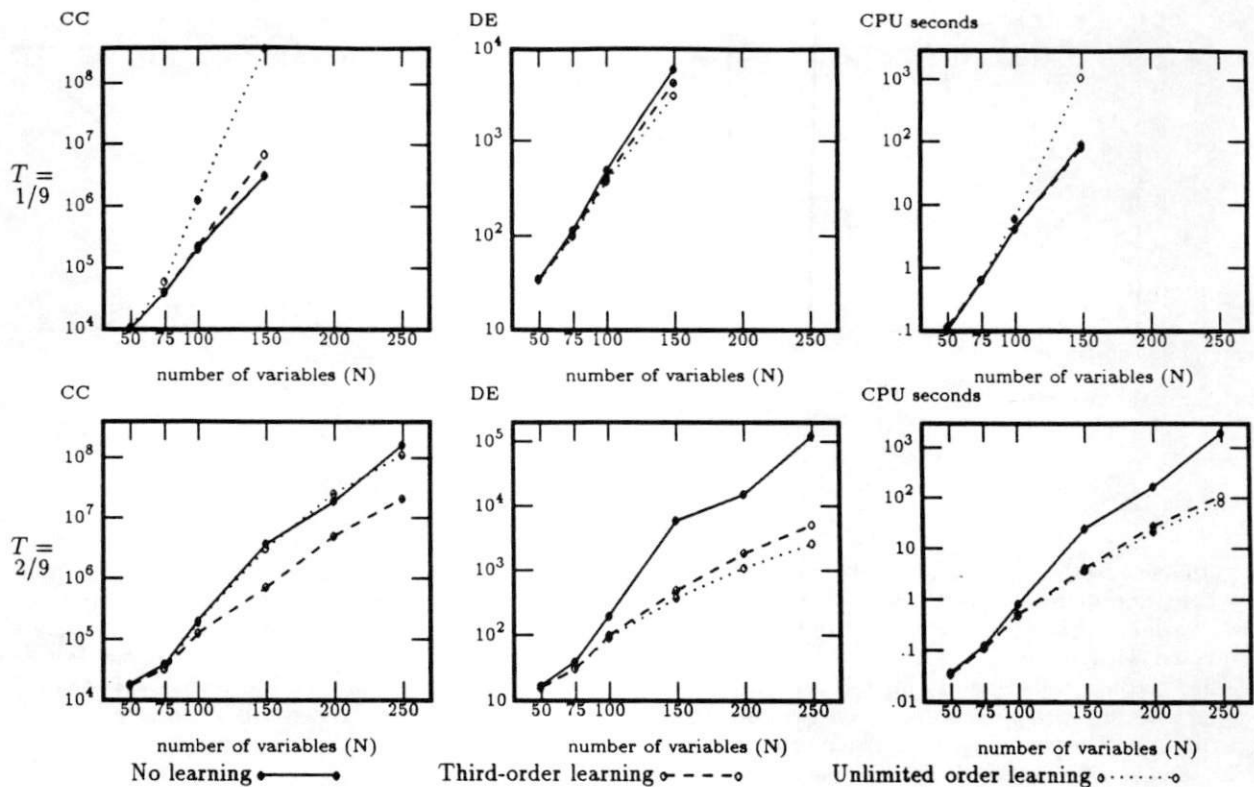 CC
DE
CPU seconds
10^8
10^7
10^6
10^5
10^4
10^4
10^3
10^2
10
10^3
10^2
10
1
.1
T =
1/9
50 75 100 150 200 250
50 75 100 150 200 250
50 75 100 150 200 250
number of variables (N)
number of variables (N)
number of variables (N)
CC
DE
CPU seconds
10^8
10^7
10^6
10^5
10^4
10^5
10^4
10^3
10^2
10
10^3
10^2
10
1
.1
.01
T =
2/9
50 75 100 150 200 250
50 75 100 150 200 250
50 75 100 150 200 250
number of variables (N)
number of variables (N)
number of variables (N)
No learning
Third-order learning
Unlimited order learning